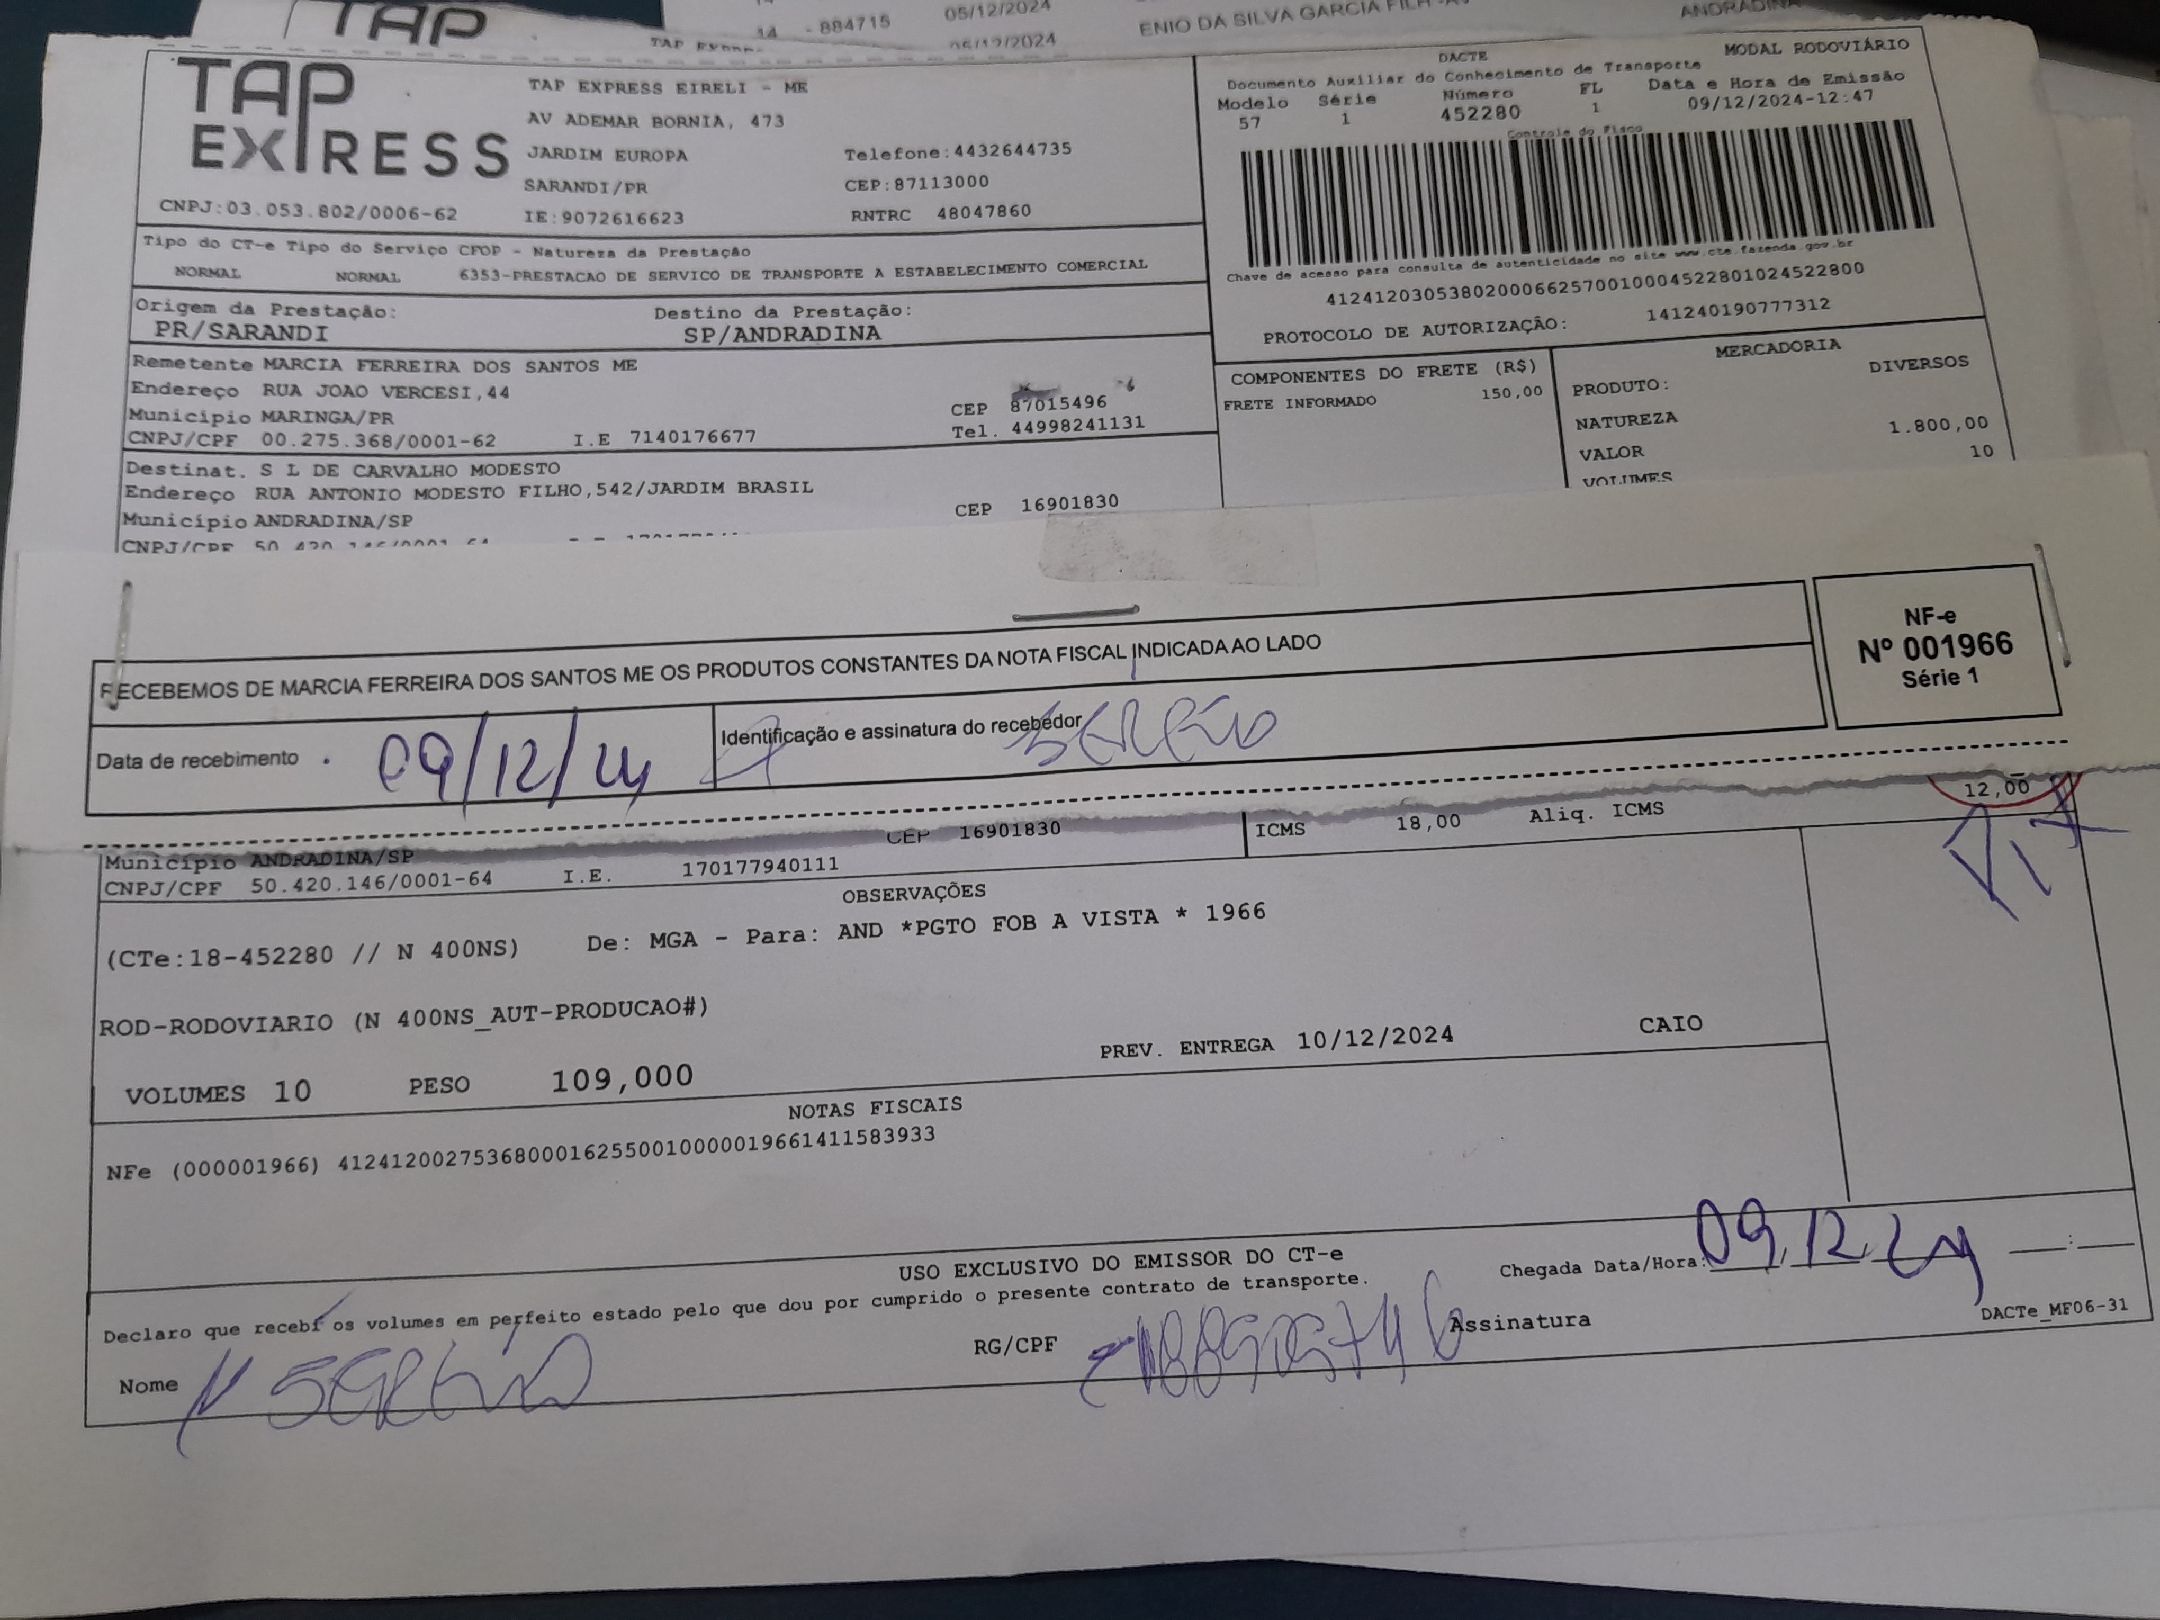 TAP
14 - 884715 05/12/2024 ENIO DA SILVA GARCIA FILH ANDRADINA
14 06/12/2024
TAP EXPRESS
TAP EXPRESS EIRELI - ME
AV ADEMAR BORNIA, 473
JARDIM EUROPA Telefone:4432644735
SARANDI/PR CEP:87113000
CNPJ:03.053.802/0006-62 IE:9072616623 RNTRC 48047860
DACTE MODAL RODOVIÁRIO
Documento Auxiliar do Conhecimento de Transporte
Modelo Série Número FL Data e Hora de Emissão
57 1 452280 1 09/12/2024-12:47
Controle do Fisco
Chave de acesso para consulta de autenticidade no site www.cte.fazenda.gov.br
41241203053802000662570010004522801024522800
PROTOCOLO DE AUTORIZAÇÃO: 141240190777312
Tipo do CT-e Tipo do Serviço CFOP - Natureza da Prestação
NORMAL NORMAL 6353-PRESTACAO DE SERVICO DE TRANSPORTE A ESTABELECIMENTO COMERCIAL
Origem da Prestação: Destino da Prestação:
PR/SARANDI SP/ANDRADINA
Remetente MARCIA FERREIRA DOS SANTOS ME
Endereço RUA JOAO VERCESI,44
Município MARINGA/PR CEP 87015496
CNPJ/CPF 00.275.368/0001-62 I.E 7140176677 Tel. 44998241131
Destinat. S L DE CARVALHO MODESTO
Endereço RUA ANTONIO MODESTO FILHO,542/JARDIM BRASIL
Município ANDRADINA/SP CEP 16901830
CNPJ/CPF
COMPONENTES DO FRETE (R$)
FRETE INFORMADO 150,00
MERCADORIA
PRODUTO: DIVERSOS
NATUREZA
VALOR 1.800,00
VOLUMES 10
RECEBEMOS DE MARCIA FERREIRA DOS SANTOS ME OS PRODUTOS CONSTANTES DA NOTA FISCAL INDICADA AO LADO
NF-e
Nº 001966
Série 1
Data de recebimento 09/12/24 Identificação e assinatura do recebedor SERGIO
CEP 16901830 ICMS 18,00 Aliq. ICMS 12,00
Município ANDRADINA/SP
CNPJ/CPF 50.420.146/0001-64 I.E. 170177940111
PIX
OBSERVAÇÕES
(CTe:18-452280 // N 400NS) De: MGA - Para: AND *PGTO FOB A VISTA * 1966
ROD-RODOVIARIO (N 400NS_AUT-PRODUCAO#)
PREV. ENTREGA 10/12/2024 CAIO
VOLUMES 10 PESO 109,000
NOTAS FISCAIS
NFe (000001966) 41241200275368000162550010000019661411583933
USO EXCLUSIVO DO EMISSOR DO CT-e
Declaro que recebi os volumes em perfeito estado pelo que dou por cumprido o presente contrato de transporte. Chegada Data/Hora: 09 12 24 __:__
Nome SERGIO RG/CPF Assinatura
DACTe_MF06-31